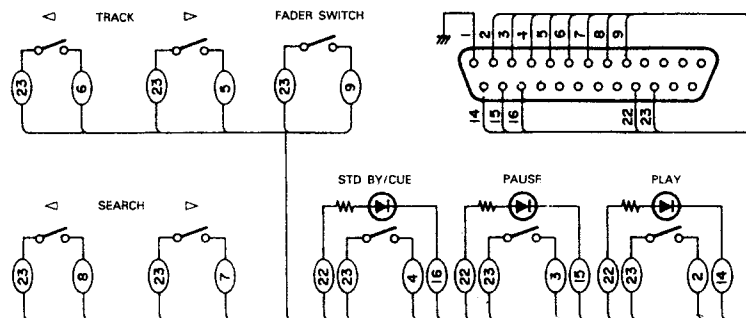 ◁ TRACK ▷ FADER SWITCH
1 2 3 4 5 6 7 8 9
23 6 23 5 23 9
14 15 16 22 23
◁ SEARCH ▷ STD BY/CUE PAUSE PLAY
23 8 23 7 22 23 4 16 22 23 3 15 22 23 2 14